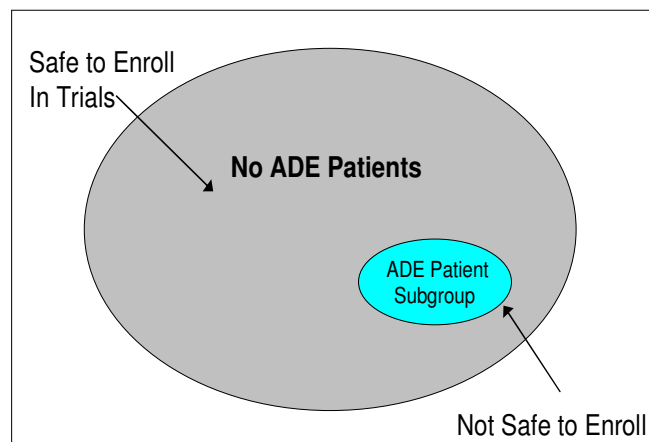 Safe to Enroll
In Trials
No ADE Patients
ADE Patient
Subgroup
Not Safe to Enroll